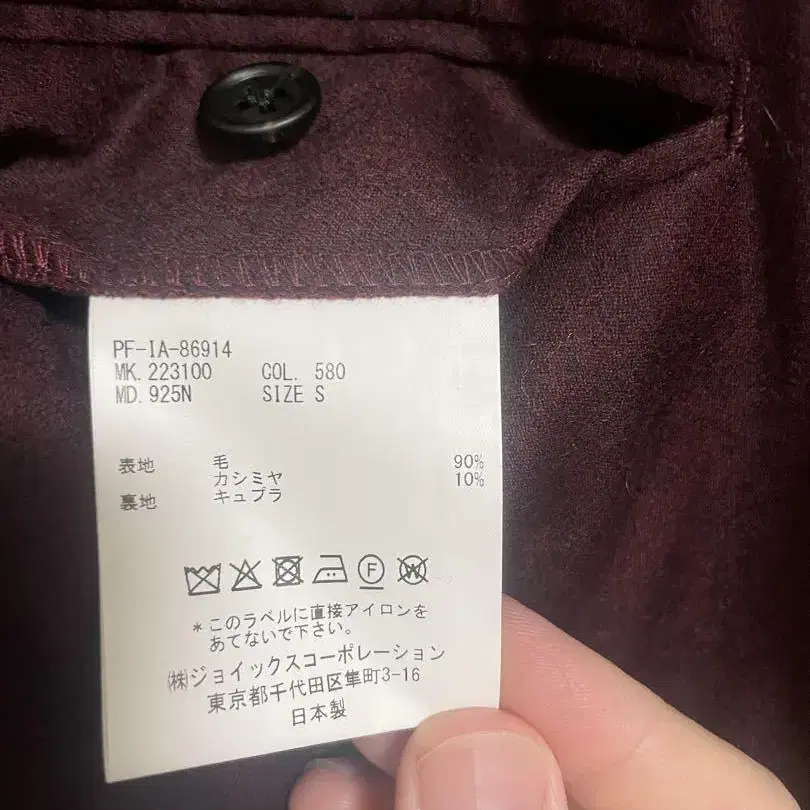 PF-IA-86914
MK. 223100 COL. 580
MD. 925N SIZE S
表地 毛 90%
カシミヤ 10%
裏地 キュプラ
F
W
*このラベルに直接アイロンを
あてないで下さい。
㈱ジョイックスコーポレーション
東京都千代田区隼町3-16
日本製